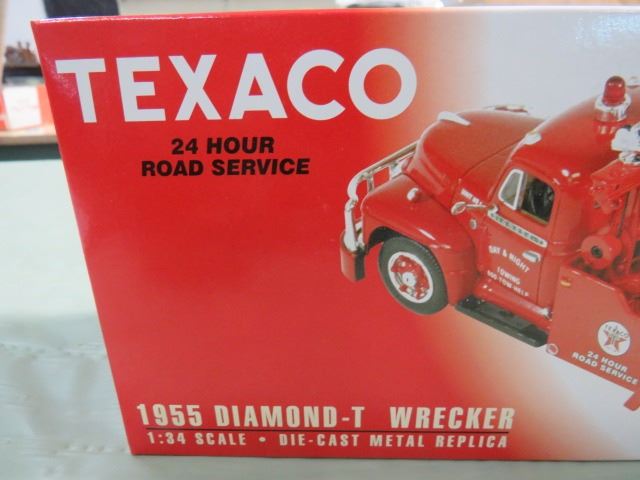 TEXACO
24 HOUR
ROAD SERVICE
DAY & NIGHT
TOWING
TEXACO
24 HOUR
ROAD SERVICE
1955 DIAMOND-T WRECKER
1:34 SCALE • DIE-CAST METAL REPLICA